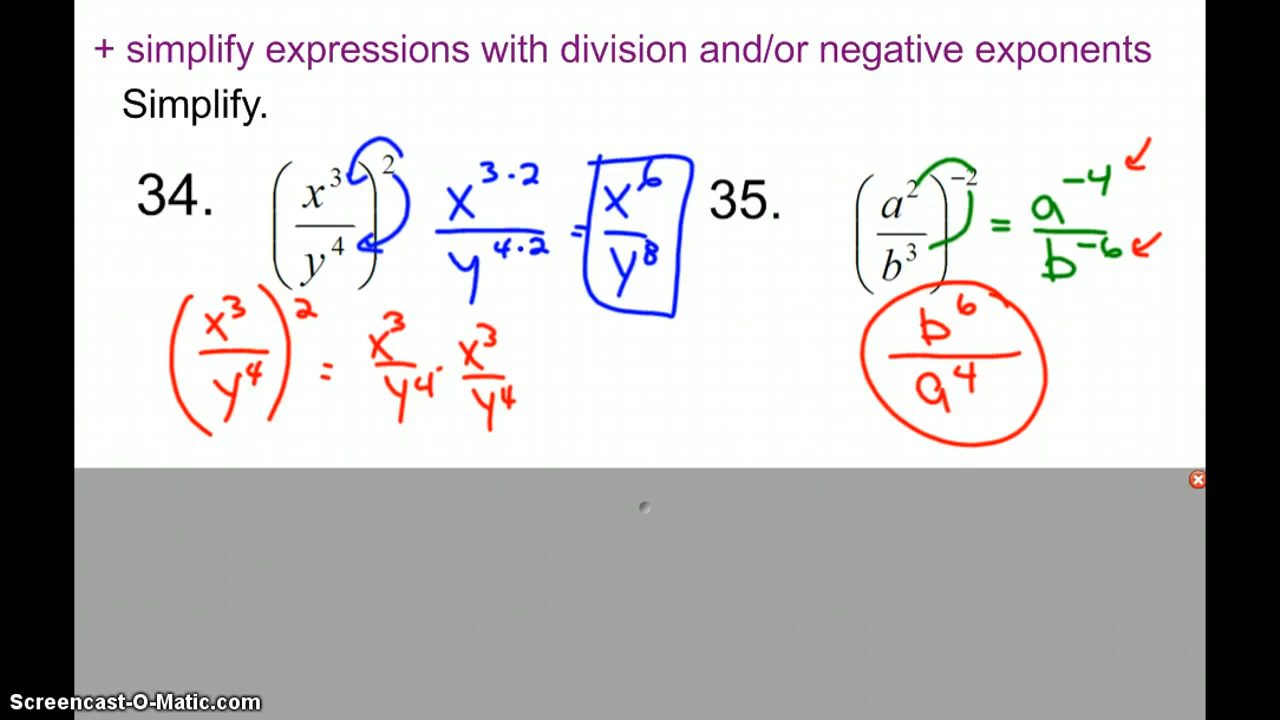 + simplify expressions with division and/or negative exponents
Simplify.
34. (x³/y⁴)² x^(3·2)/y^(4·2) = x⁶/y⁸
(x³/y⁴)² = x³/y⁴ · x³/y⁴
35. (a²/b³)⁻² = a⁻⁴/b⁻⁶
b⁶/a⁴
Screencast-O-Matic.com